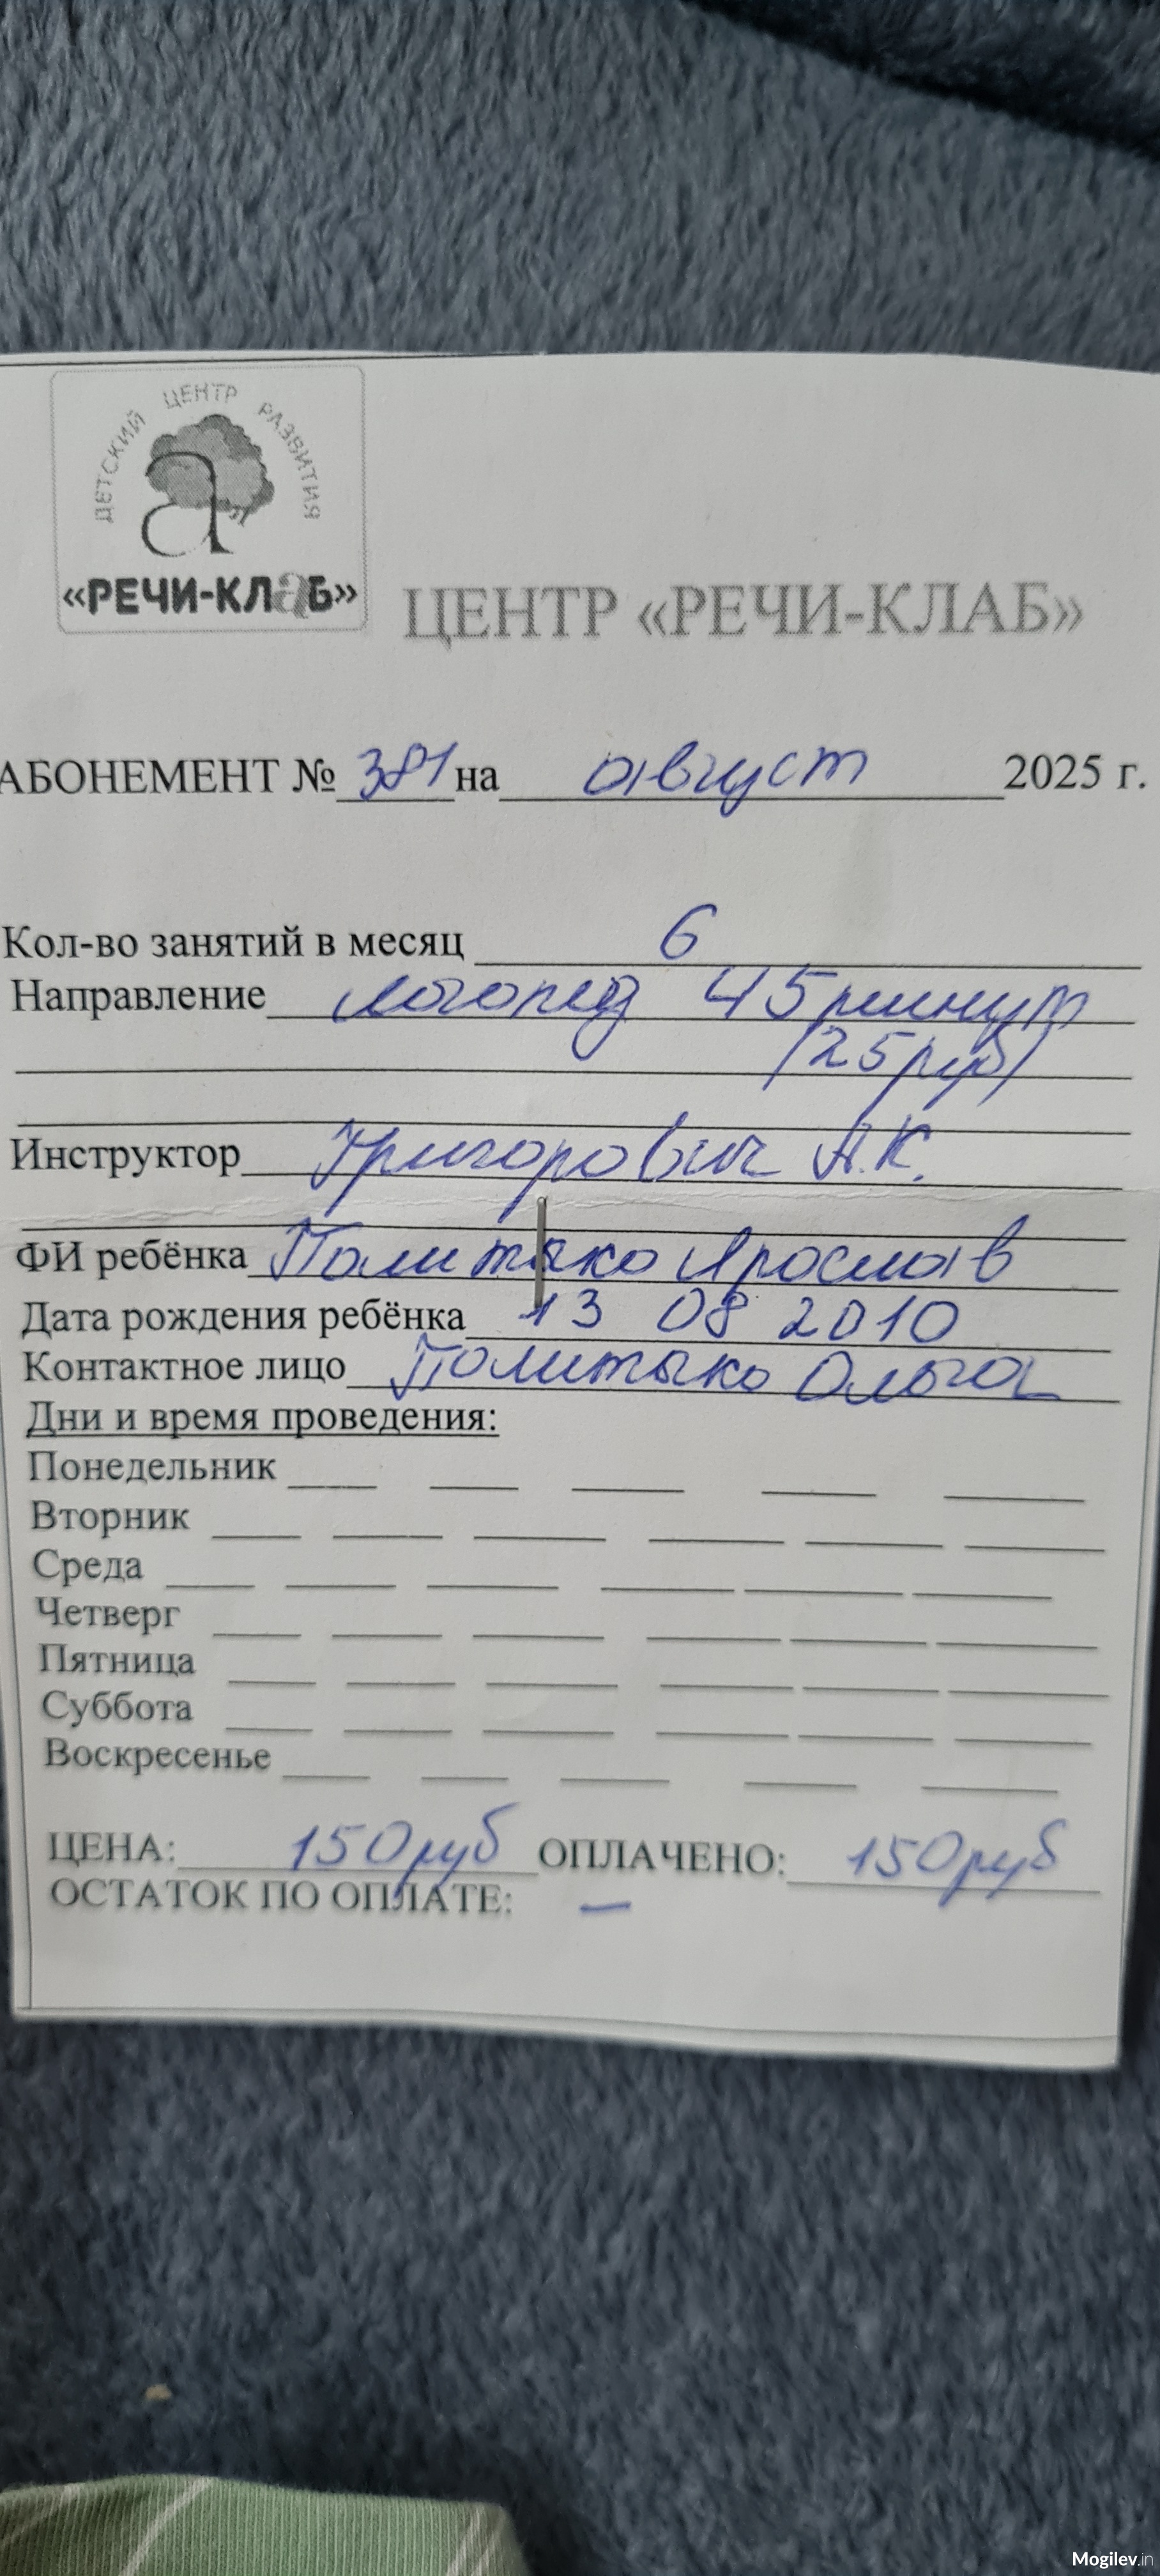 ДЕТСКИЙ ЦЕНТР РАЗВИТИЯ
«РЕЧИ-КЛаБ»
ЦЕНТР «РЕЧИ-КЛАБ»
АБОНЕМЕНТ № 381 на август 2025 г.
Кол-во занятий в месяц 6
Направление логопед 45 минут
(25 руб)
Инструктор Григорович А.К.
ФИ ребёнка Политыко Ярослав
Дата рождения ребёнка 13 08 2010
Контактное лицо Политыко Ольга
Дни и время проведения:
Понедельник
Вторник
Среда
Четверг
Пятница
Суббота
Воскресенье
ЦЕНА: 150 руб ОПЛАЧЕНО: 150 руб
ОСТАТОК ПО ОПЛАТЕ: —
Mogilev.in